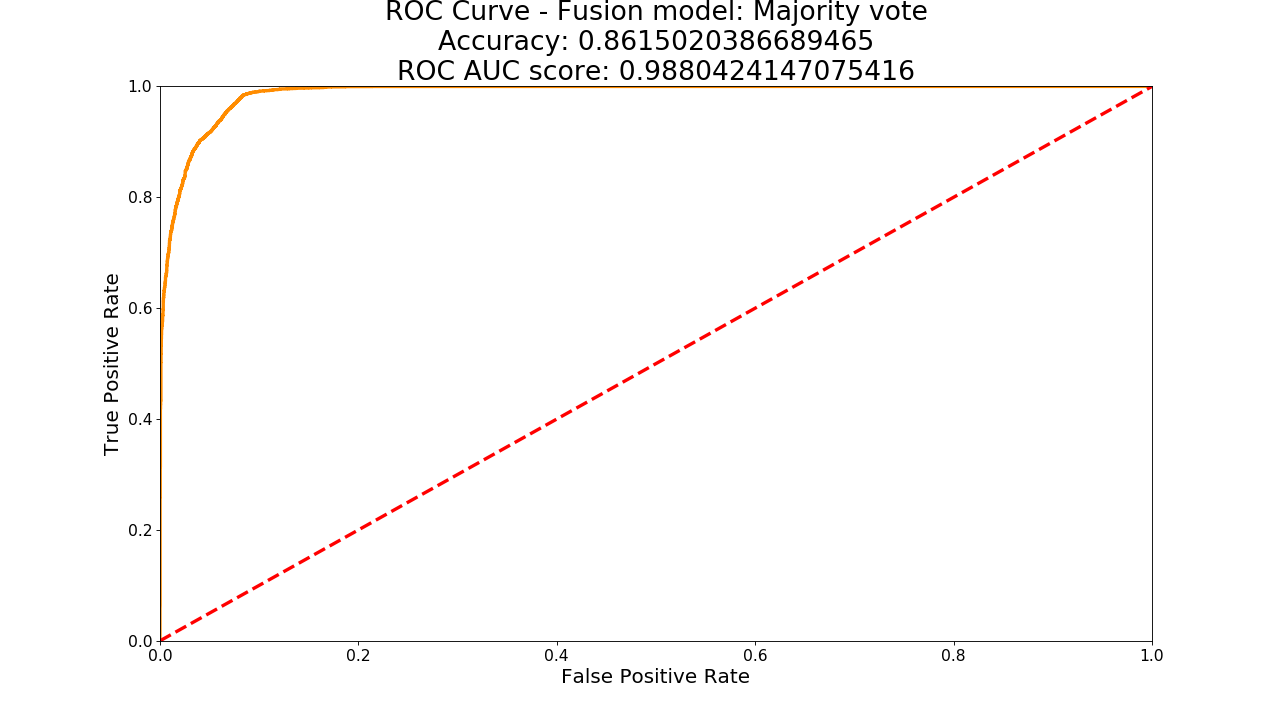 ROC Curve - Fusion model: Majority vote
Accuracy: 0.8615020386689465
ROC AUC score: 0.9880424147075416
1.0
0.8
0.6
0.4
0.2
0.0
True Positive Rate
0.0 0.2 0.4 0.6 0.8 1.0
False Positive Rate